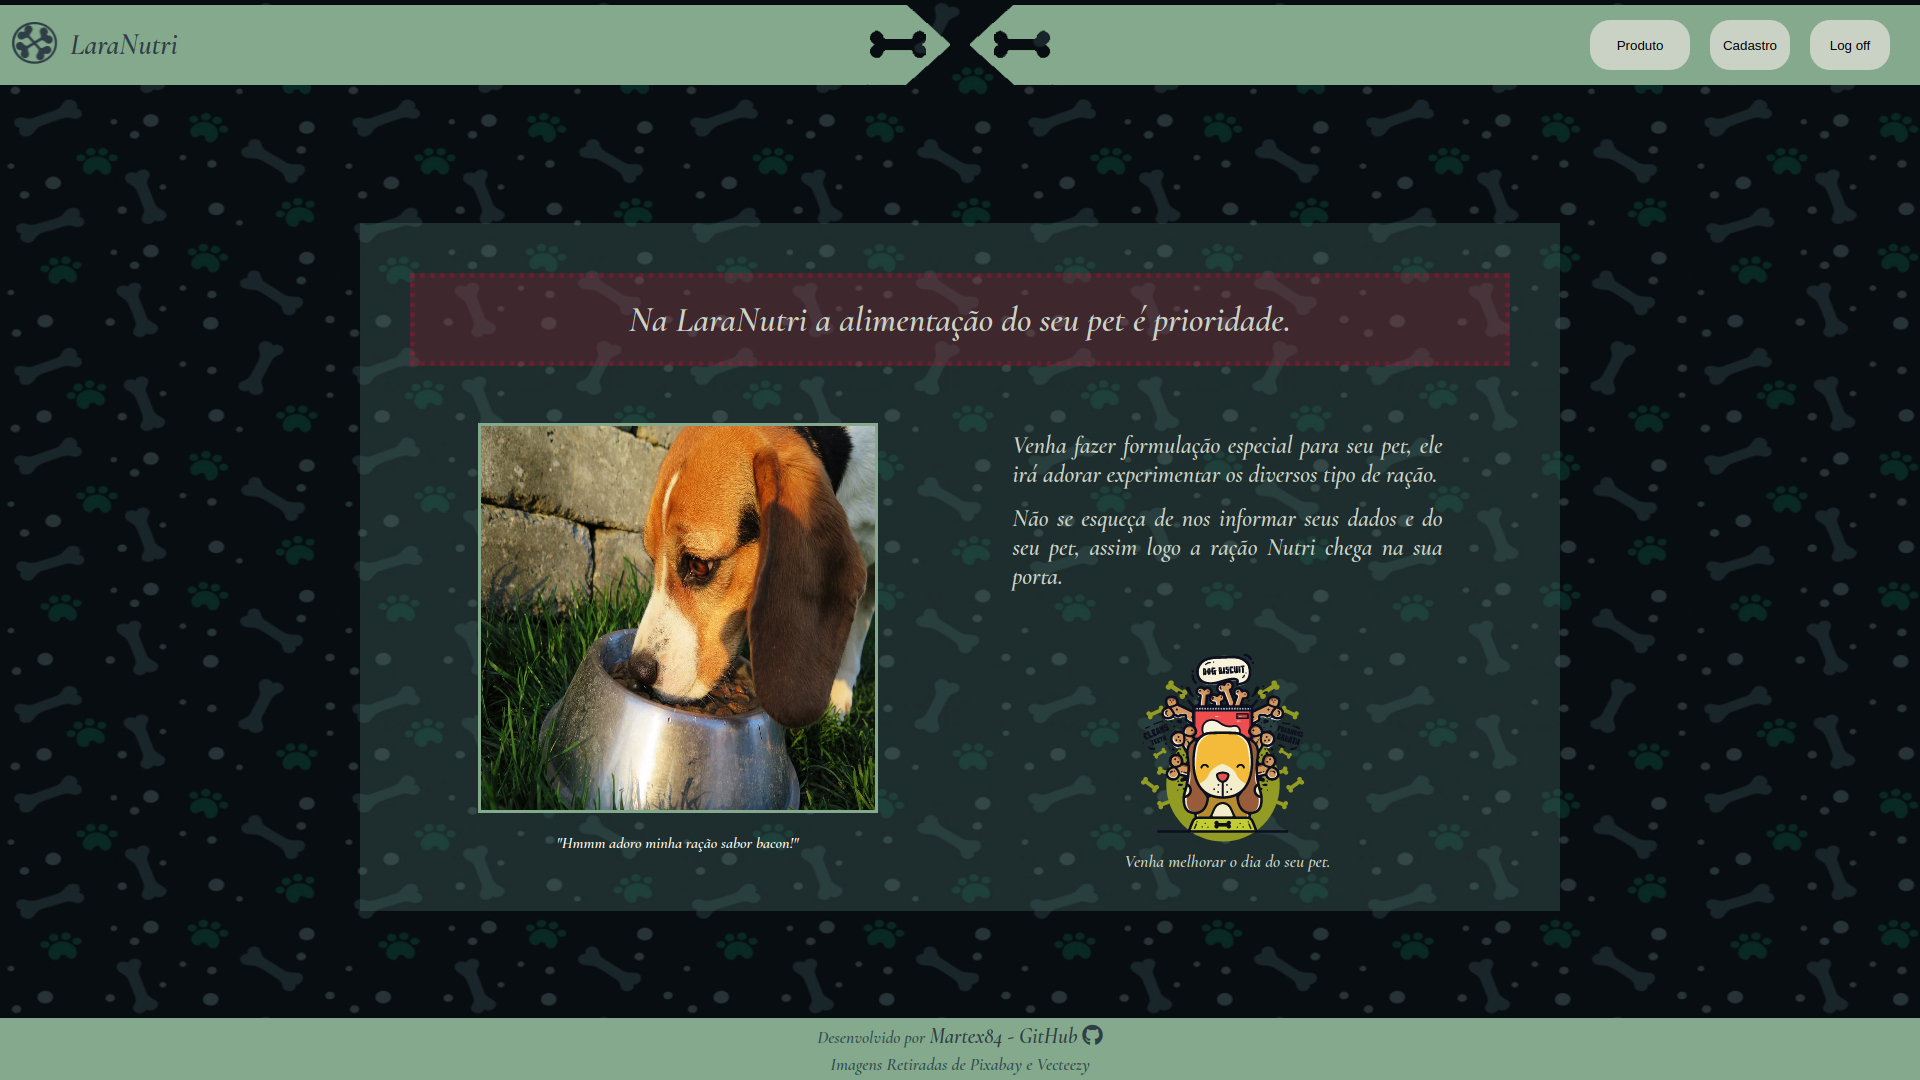 LaraNutri
Produto
Cadastro
Log off
Na LaraNutri a alimentação do seu pet é prioridade.
Venha fazer formulação especial para seu pet, ele
irá adorar experimentar os diversos tipo de ração.
Não se esqueça de nos informar seus dados e do
seu pet, assim logo a ração Nutri chega na sua
porta.
DOG BISCUIT
"Hmmm adoro minha ração sabor bacon!"
Venha melhorar o dia do seu pet.
Desenvolvido por Martex84 - GitHub
Imagens Retiradas de Pixabay e Vecteezy